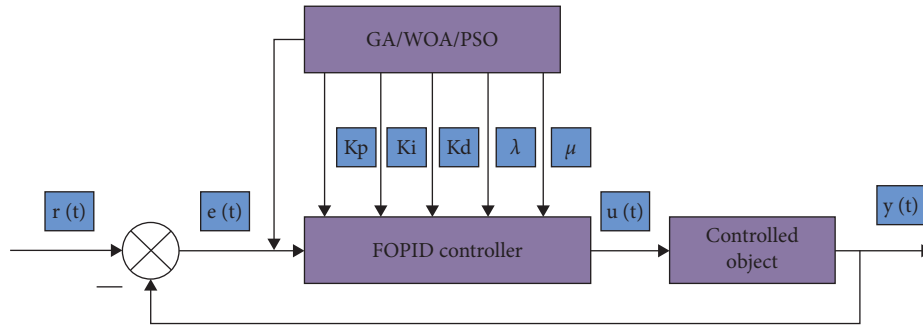 GA/WOA/PSO
Kp
Ki
Kd
λ
μ
r (t)
e (t)
u (t)
y (t)
FOPID controller
Controlled
object